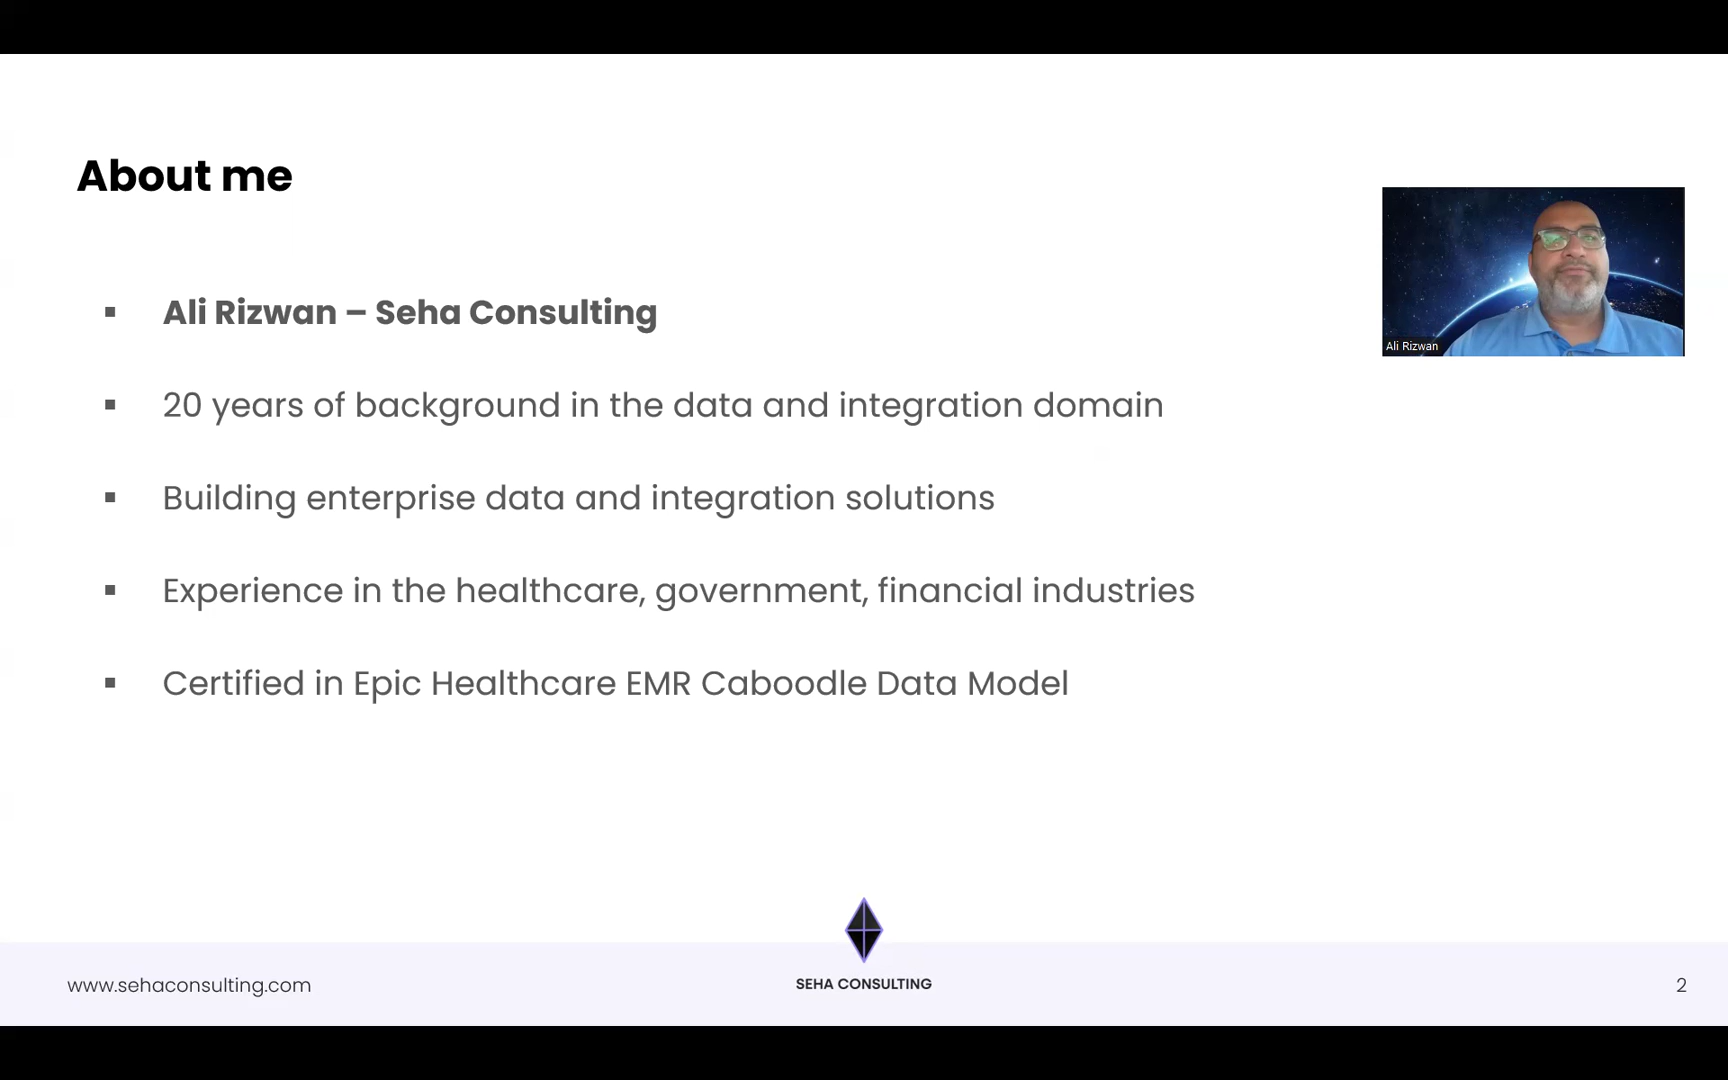 About me
Ali Rizwan
▪ Ali Rizwan – Seha Consulting
▪ 20 years of background in the data and integration domain
▪ Building enterprise data and integration solutions
▪ Experience in the healthcare, government, financial industries
▪ Certified in Epic Healthcare EMR Caboodle Data Model
www.sehaconsulting.com
SEHA CONSULTING
2